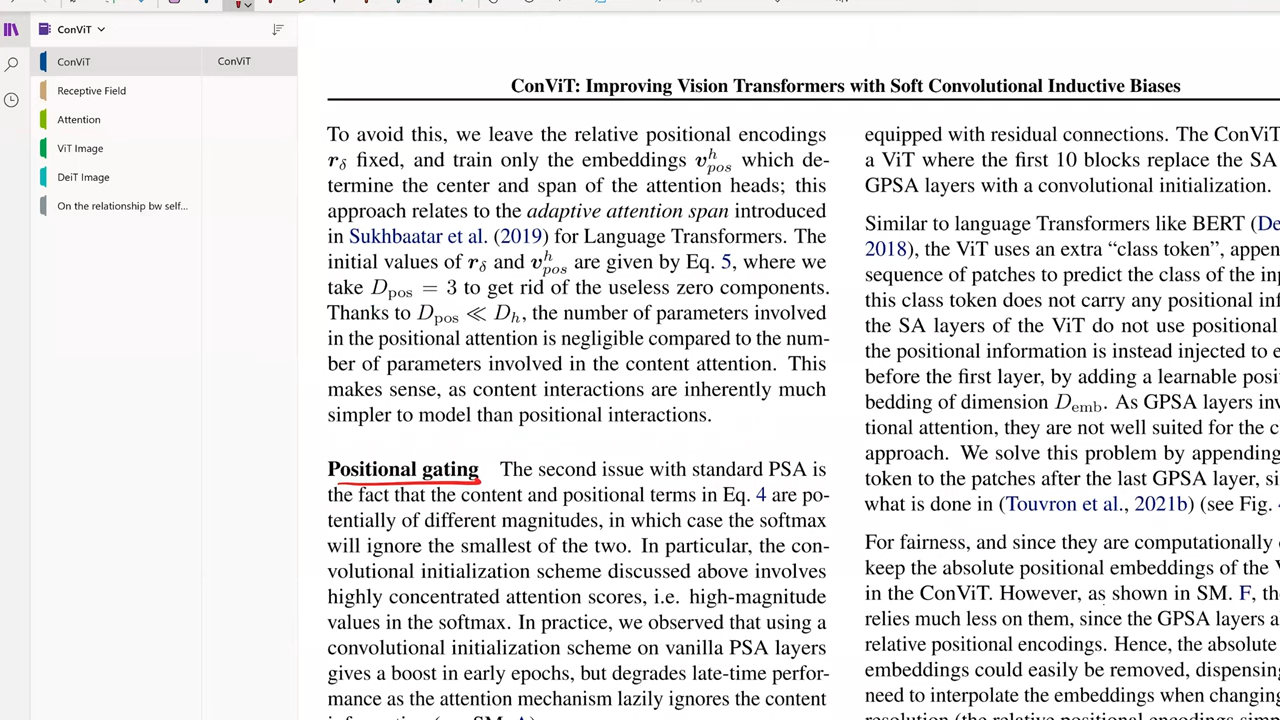 ConViT
ConViT
ConViT
Receptive Field
Attention
ViT Image
DeiT Image
On the relationship bw self...
ConViT: Improving Vision Transformers with Soft Convolutional Inductive Biases
To avoid this, we leave the relative positional encodings
r_δ fixed, and train only the embeddings v^h_pos which de-
termine the center and span of the attention heads; this
approach relates to the adaptive attention span introduced
in Sukhbaatar et al. (2019) for Language Transformers. The
initial values of r_δ and v^h_pos are given by Eq. 5, where we
take D_pos = 3 to get rid of the useless zero components.
Thanks to D_pos ≪ D_h, the number of parameters involved
in the positional attention is negligible compared to the num-
ber of parameters involved in the content attention. This
makes sense, as content interactions are inherently much
simpler to model than positional interactions.
Positional gating The second issue with standard PSA is
the fact that the content and positional terms in Eq. 4 are po-
tentially of different magnitudes, in which case the softmax
will ignore the smallest of the two. In particular, the con-
volutional initialization scheme discussed above involves
highly concentrated attention scores, i.e. high-magnitude
values in the softmax. In practice, we observed that using a
convolutional initialization scheme on vanilla PSA layers
gives a boost in early epochs, but degrades late-time perfor-
mance as the attention mechanism lazily ignores the content
equipped with residual connections. The ConViT
a ViT where the first 10 blocks replace the SA
GPSA layers with a convolutional initialization.
Similar to language Transformers like BERT (De
2018), the ViT uses an extra “class token”, appen
sequence of patches to predict the class of the inp
this class token does not carry any positional inf
the SA layers of the ViT do not use positional
the positional information is instead injected to e
before the first layer, by adding a learnable posi
bedding of dimension D_emb. As GPSA layers inv
tional attention, they are not well suited for the c
approach. We solve this problem by appending
token to the patches after the last GPSA layer, si
what is done in (Touvron et al., 2021b) (see Fig.
For fairness, and since they are computationally
keep the absolute positional embeddings of the V
in the ConViT. However, as shown in SM. F, the
relies much less on them, since the GPSA layers a
relative positional encodings. Hence, the absolute
embeddings could easily be removed, dispensing
need to interpolate the embeddings when changing